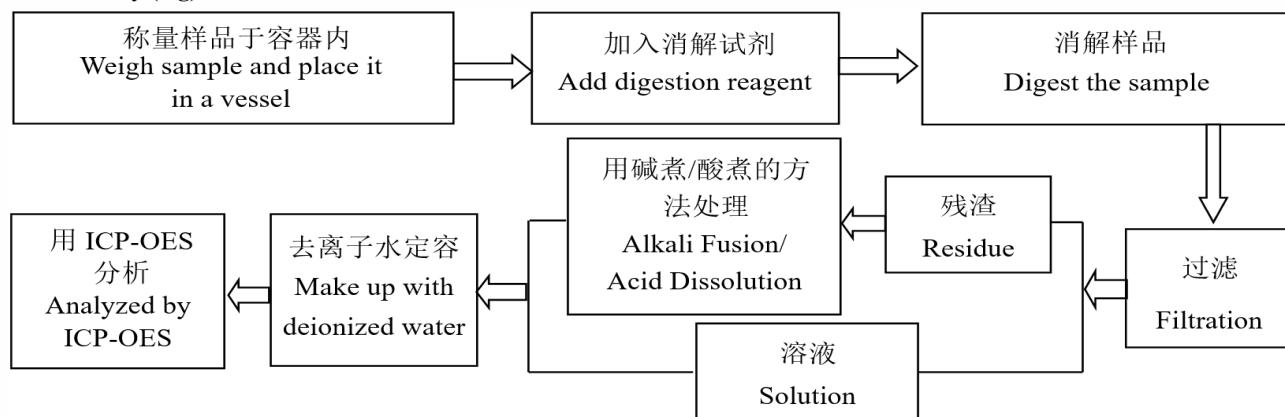 称量样品于容器内
Weigh sample and place it
in a vessel
加入消解试剂
Add digestion reagent
消解样品
Digest the sample
过滤
Filtration
残渣
Residue
溶液
Solution
用碱煮/酸煮的方
法处理
Alkali Fusion/
Acid Dissolution
去离子水定容
Make up with
deionized water
用 ICP-OES
分析
Analyzed by
ICP-OES